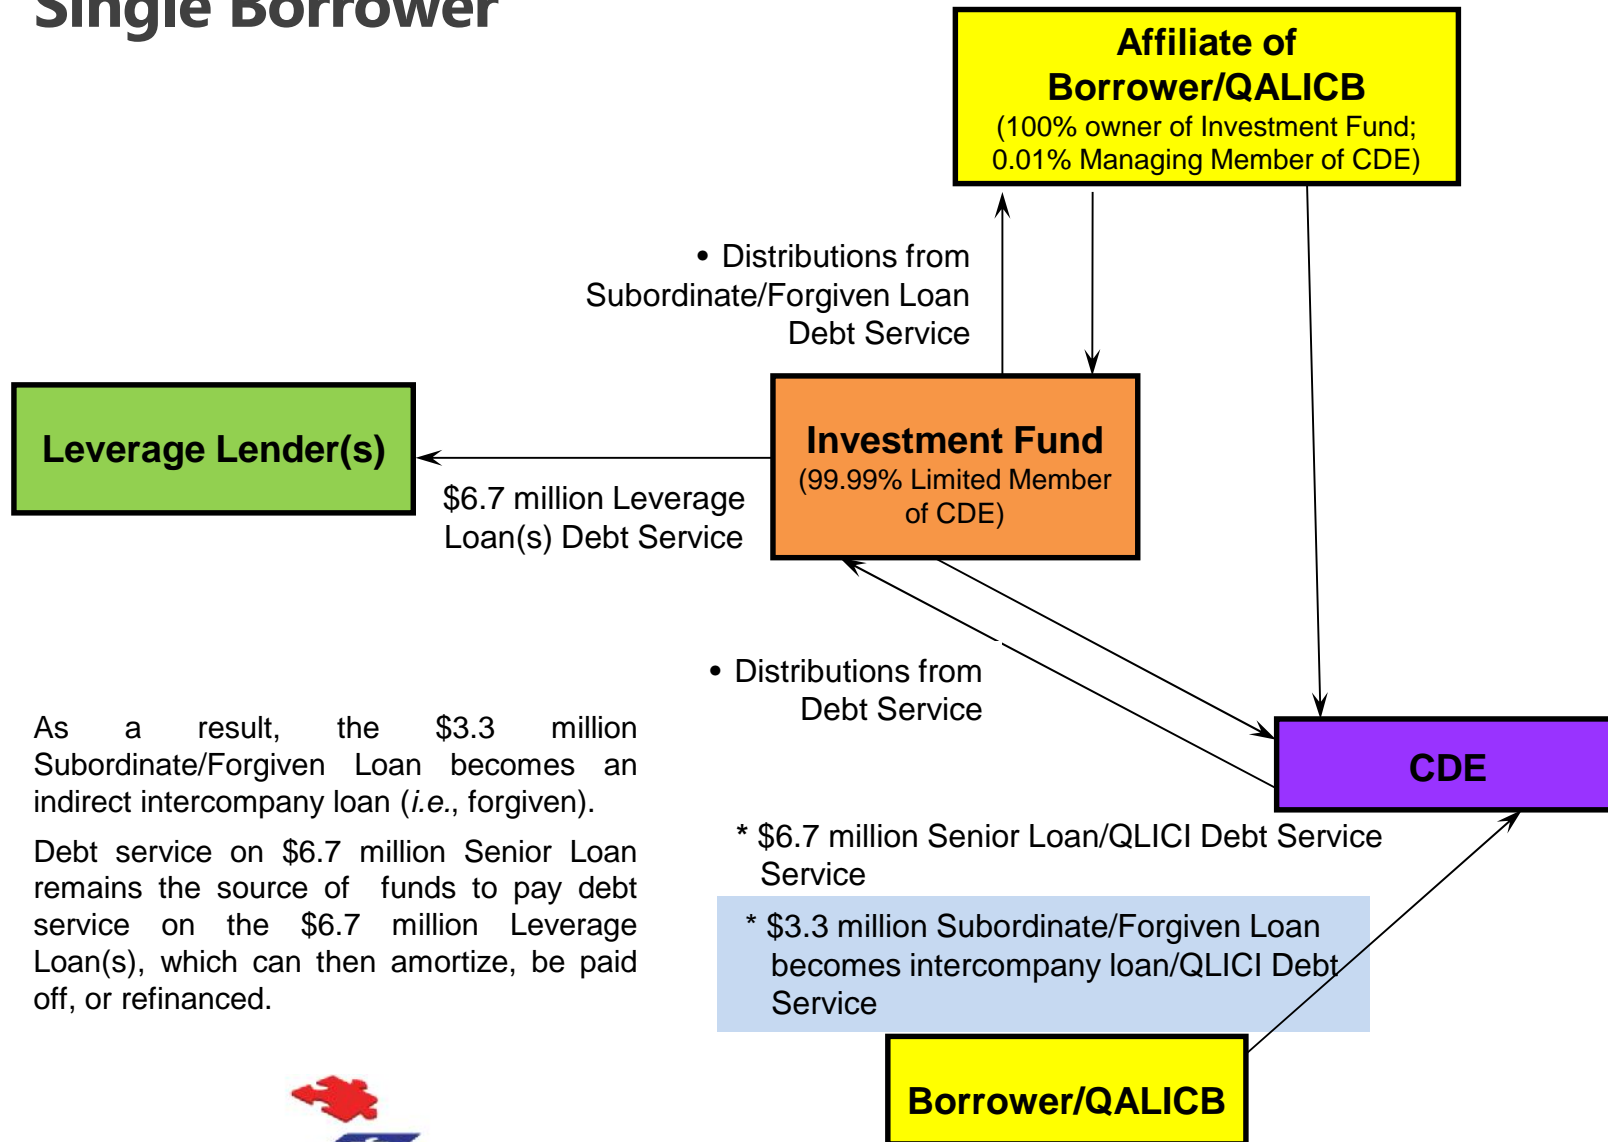 Single Borrower
Affiliate of
Borrower/QALICB
(100% owner of Investment Fund;
0.01% Managing Member of CDE)
• Distributions from
Subordinate/Forgiven Loan
Debt Service
Leverage Lender(s)
Investment Fund
(99.99% Limited Member
of CDE)
$6.7 million Leverage
Loan(s) Debt Service
• Distributions from
Debt Service
CDE
As a result, the $3.3 million
Subordinate/Forgiven Loan becomes an
indirect intercompany loan (i.e., forgiven).
Debt service on $6.7 million Senior Loan
remains the source of funds to pay debt
service on the $6.7 million Leverage
Loan(s), which can then amortize, be paid
off, or refinanced.
* $6.7 million Senior Loan/QLICI Debt Service
Service
* $3.3 million Subordinate/Forgiven Loan
becomes intercompany loan/QLICI Debt
Service
Borrower/QALICB